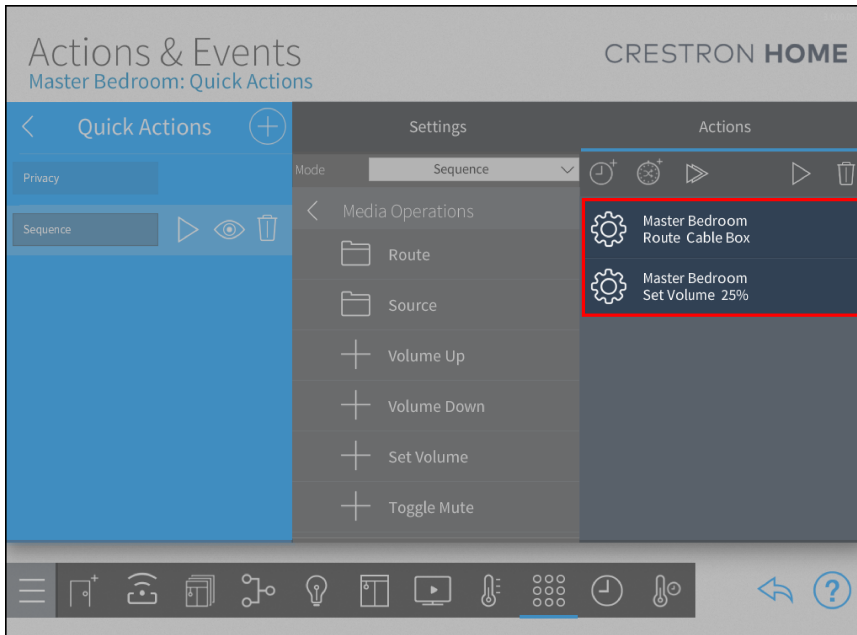 Actions & Events
Master Bedroom: Quick Actions
CRESTRON HOME
Quick Actions
Privacy
Sequence
Settings
Mode
Sequence
Media Operations
Route
Source
Volume Up
Volume Down
Set Volume
Toggle Mute
Actions
Master Bedroom
Route Cable Box
Master Bedroom
Set Volume 25%
?